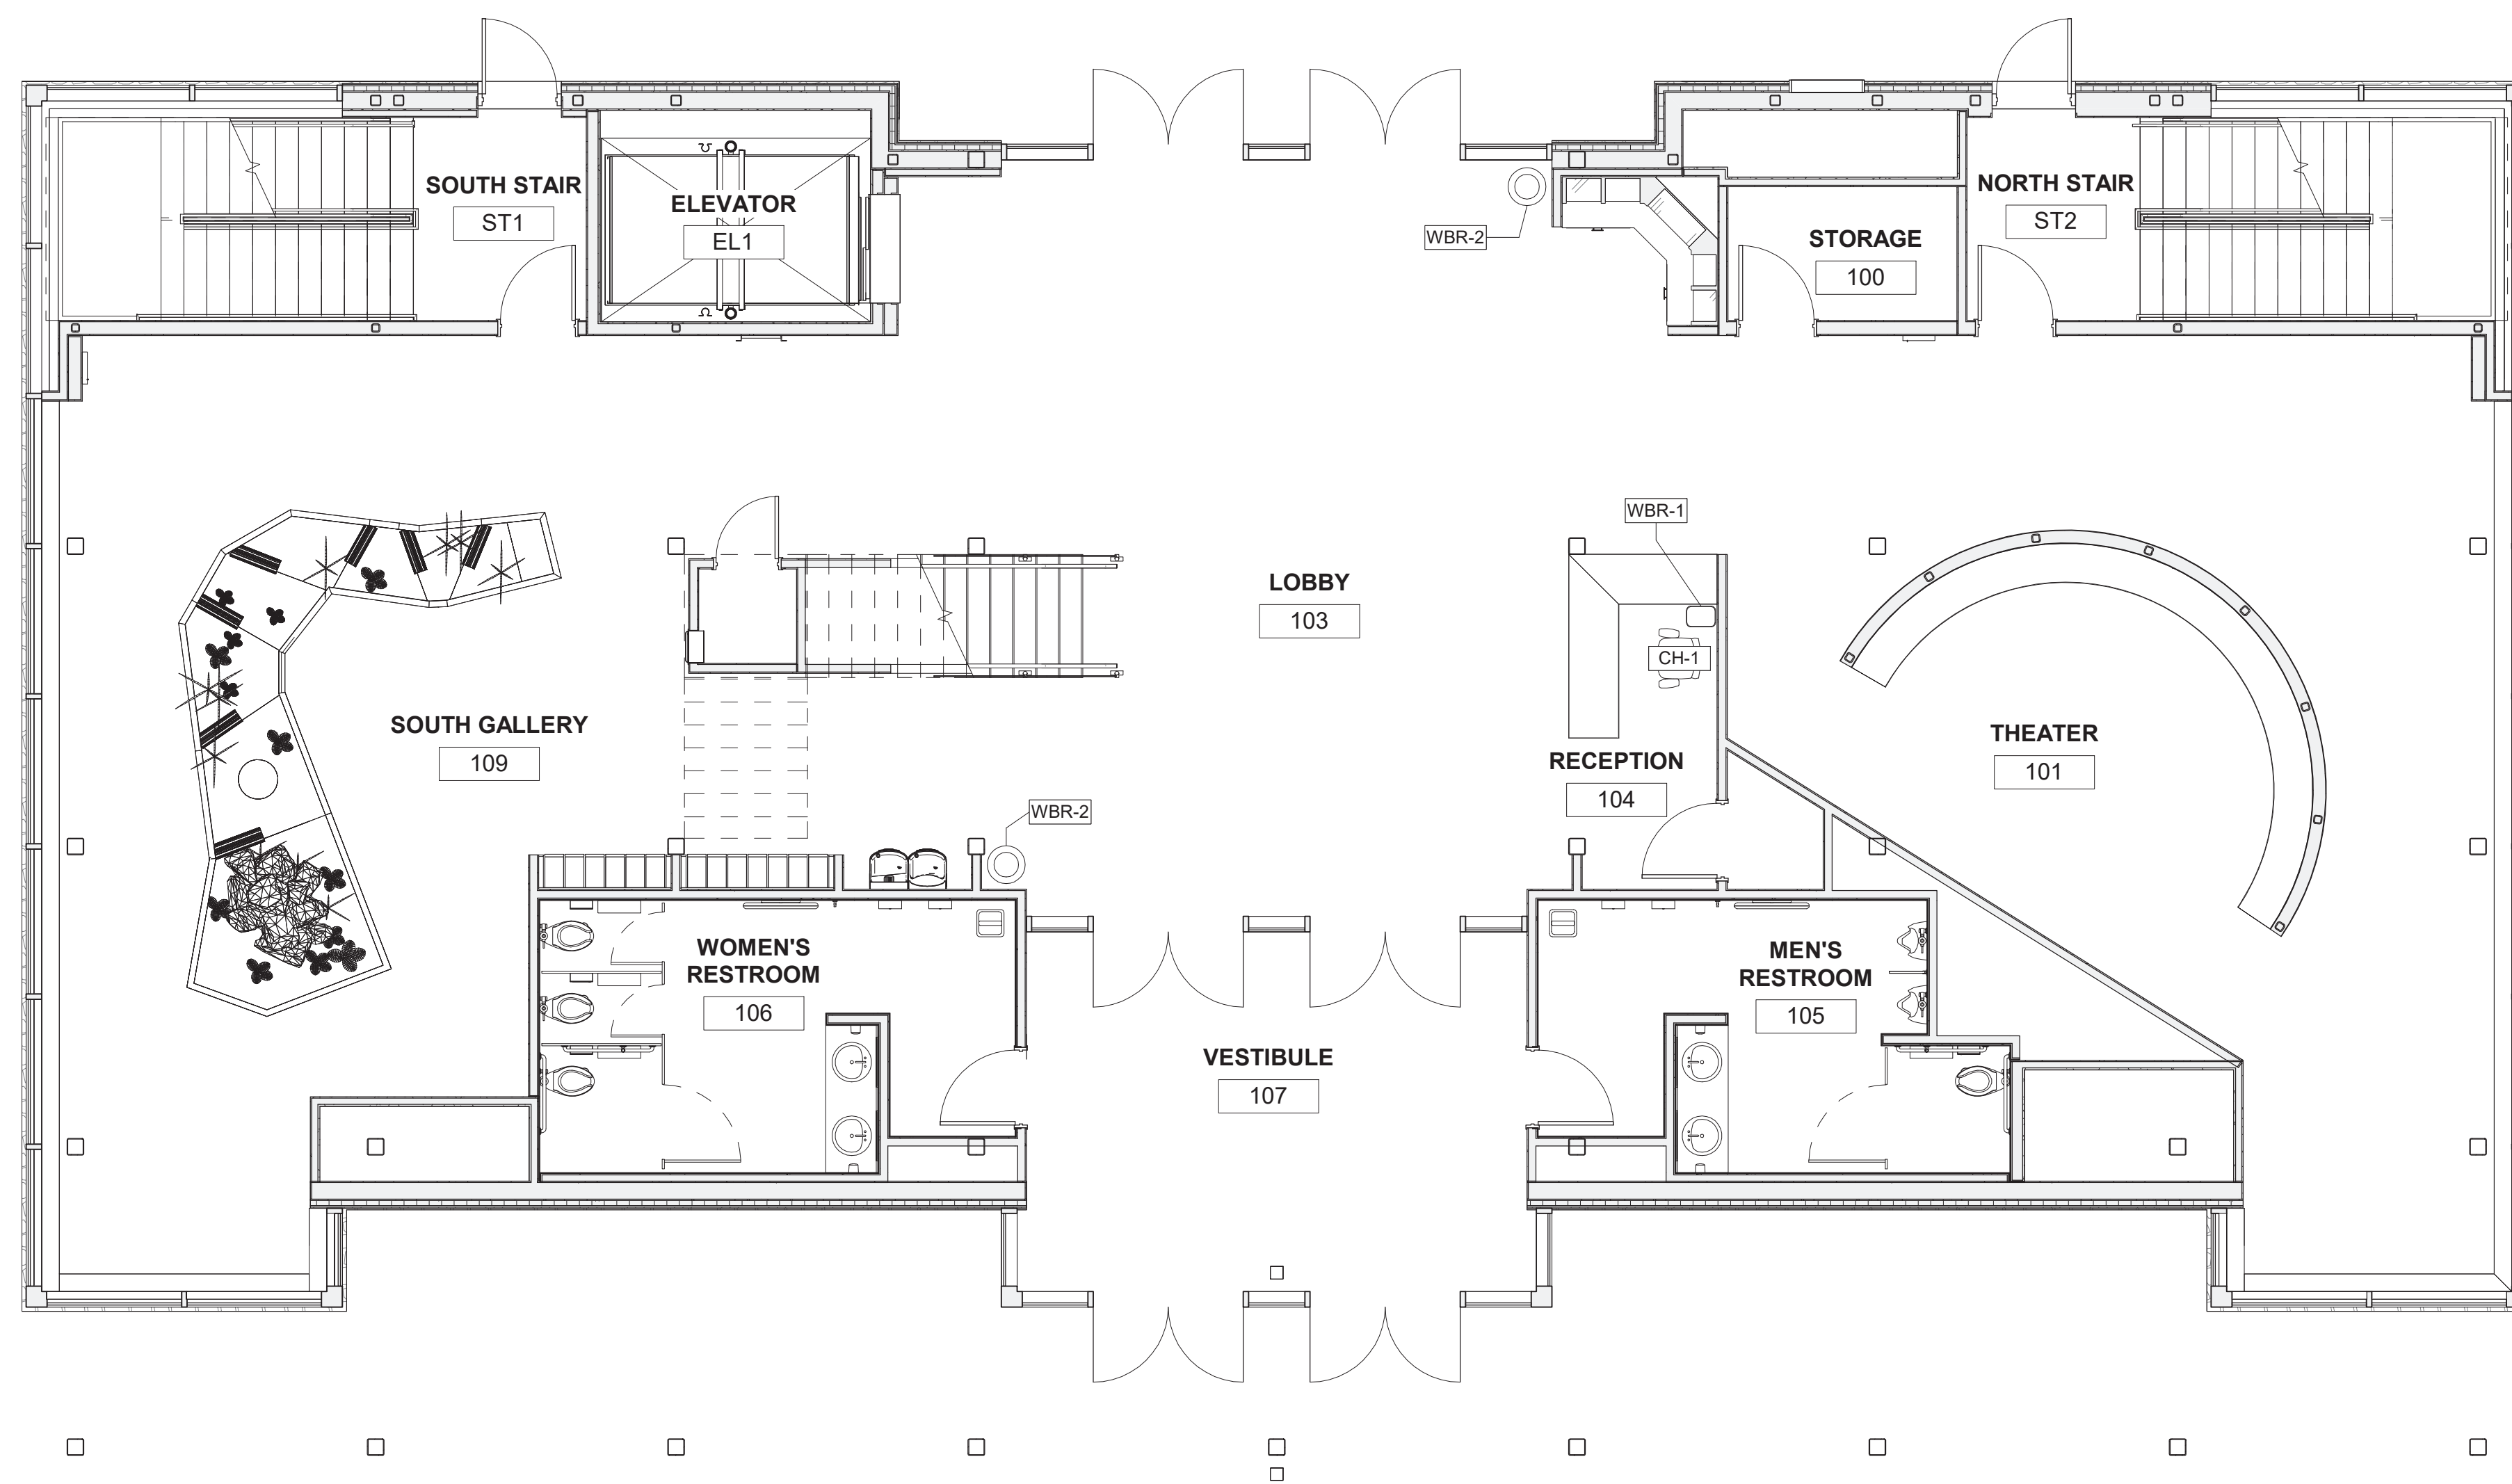 SOUTH STAIR
ST1
ELEVATOR
EL1
WBR-2
STORAGE
100
NORTH STAIR
ST2
WBR-1
LOBBY
103
CH-1
SOUTH GALLERY
109
RECEPTION
104
THEATER
101
WBR-2
WOMEN'S
RESTROOM
106
MEN'S
RESTROOM
105
VESTIBULE
107